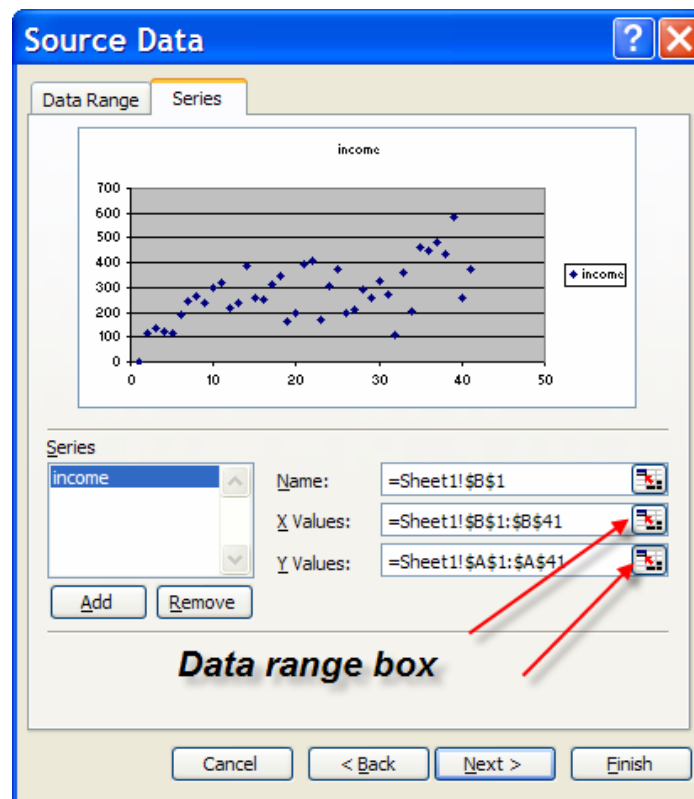 Source Data
Data Range Series
income
700
600
500
400
300
200
100
0
0 10 20 30 40 50
income
Series
income
Name: =Sheet1!$B$1
X Values: =Sheet1!$B$1:$B$41
Y Values: =Sheet1!$A$1:$A$41
Add Remove
Data range box
Cancel < Back Next > Finish